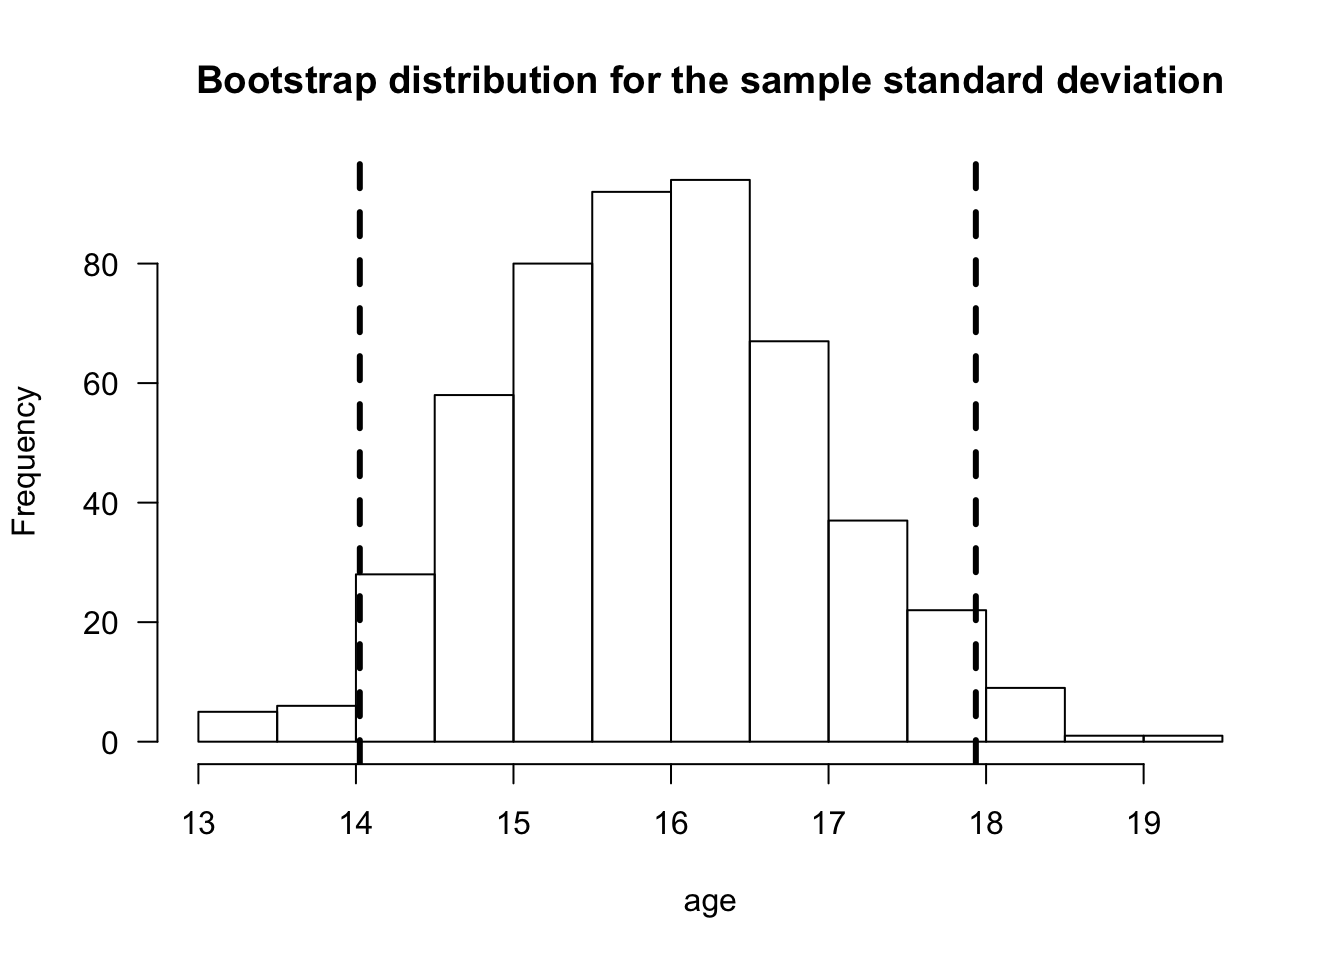 Bootstrap distribution for the sample standard deviation
Frequency
80
60
40
20
0
13 14 15 16 17 18 19
age